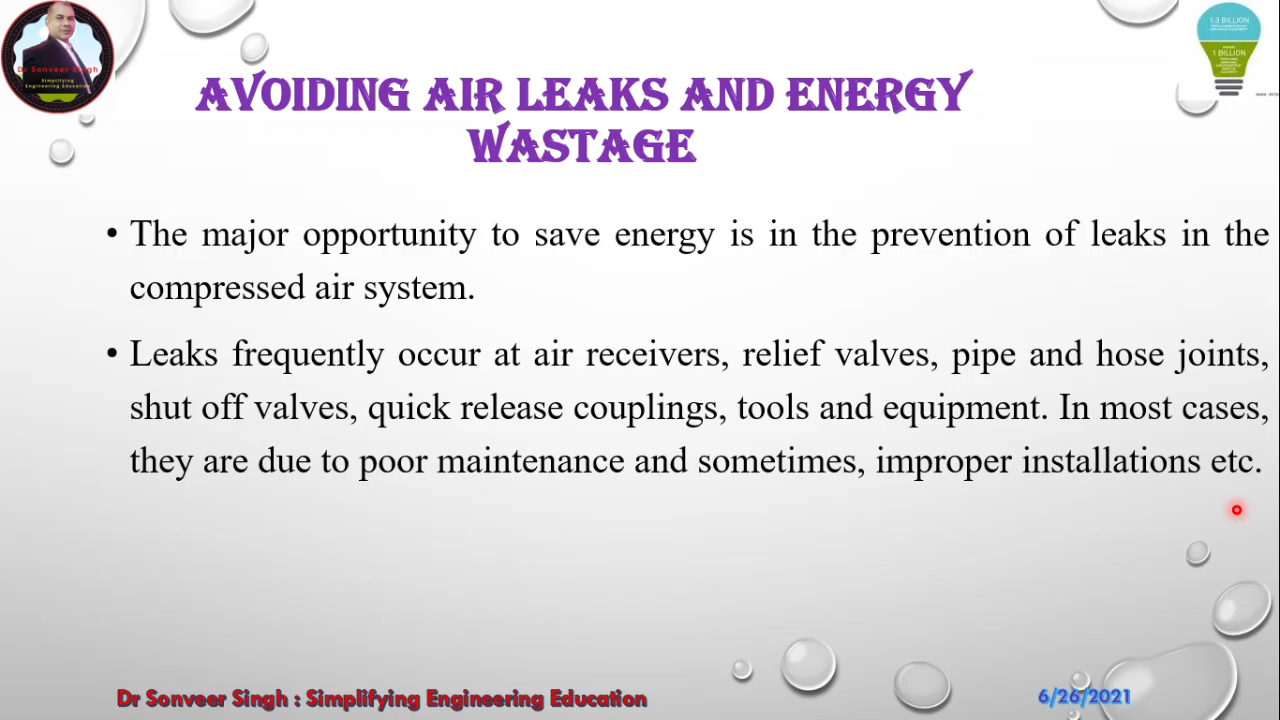 Dr Sonveer Singh
Simplifying
Engineering Education
1.3 BILLION
1 BILLION
AVOIDING AIR LEAKS AND ENERGY
WASTAGE
• The major opportunity to save energy is in the prevention of leaks in the
compressed air system.
• Leaks frequently occur at air receivers, relief valves, pipe and hose joints,
shut off valves, quick release couplings, tools and equipment. In most cases,
they are due to poor maintenance and sometimes, improper installations etc.
Dr Sonveer Singh : Simplifying Engineering Education
6/26/2021